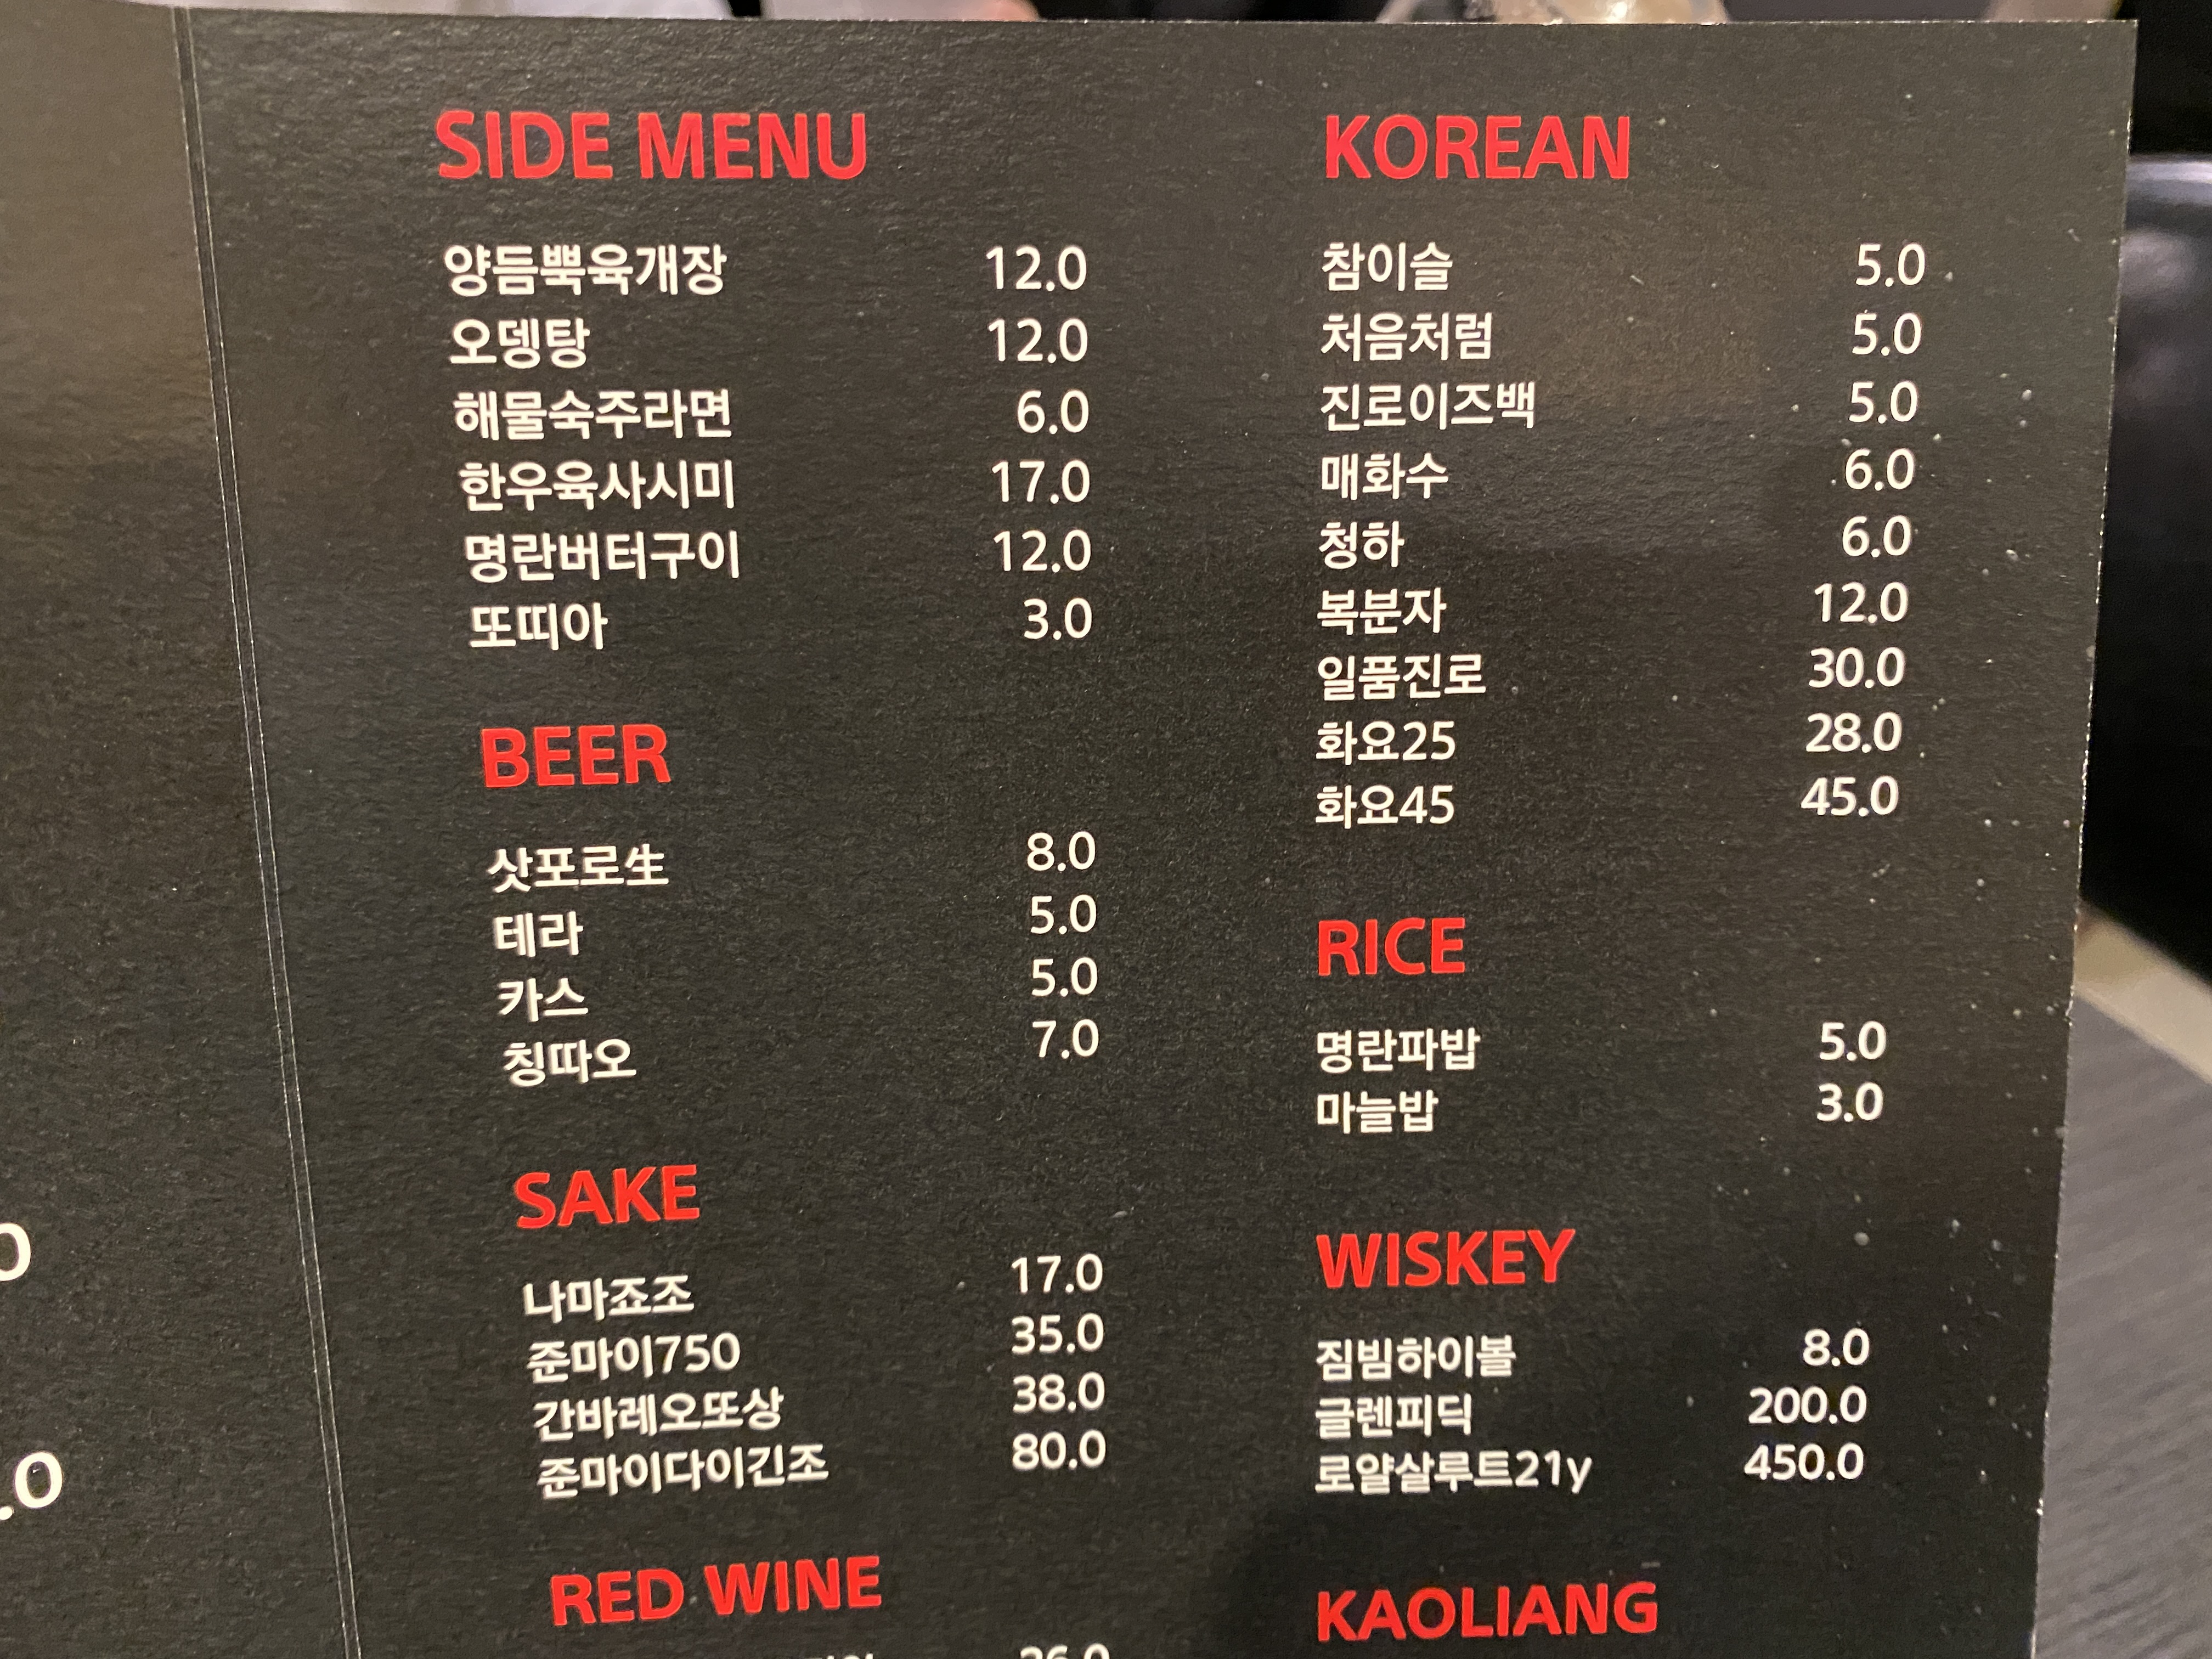 SIDE MENU
양듬뿍육개장 12.0
오뎅탕 12.0
해물숙주라면 6.0
한우육사시미 17.0
명란버터구이 12.0
또띠아 3.0
BEER
삿포로生 8.0
테라 5.0
카스 5.0
칭따오 7.0
SAKE
나마죠조 17.0
준마이750 35.0
간바레오또상 38.0
준마이다이긴조 80.0
RED WINE
KOREAN
참이슬 5.0
처음처럼 5.0
진로이즈백 5.0
매화수 6.0
청하 6.0
복분자 12.0
일품진로 30.0
화요25 28.0
화요45 45.0
RICE
명란파밥 5.0
마늘밥 3.0
WISKEY
짐빔하이볼 8.0
글렌피딕 200.0
로얄살루트21y 450.0
KAOLIANG